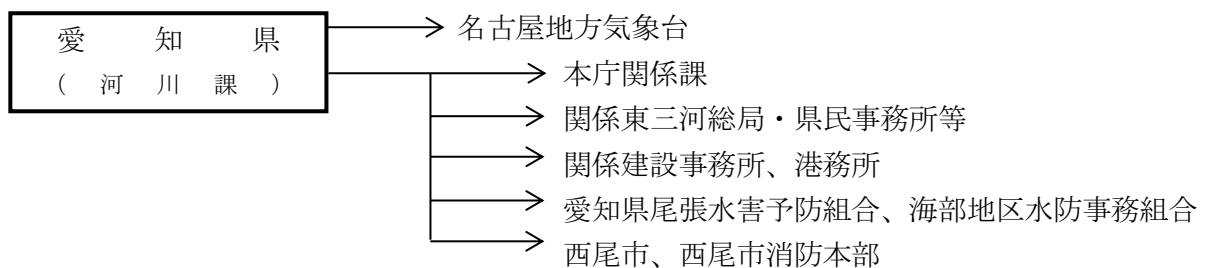 愛知県
(河川課)
名古屋地方気象台
本庁関係課
関係東三河総局・県民事務所等
関係建設事務所、港務所
愛知県尾張水害予防組合、海部地区水防事務組合
西尾市、西尾市消防本部